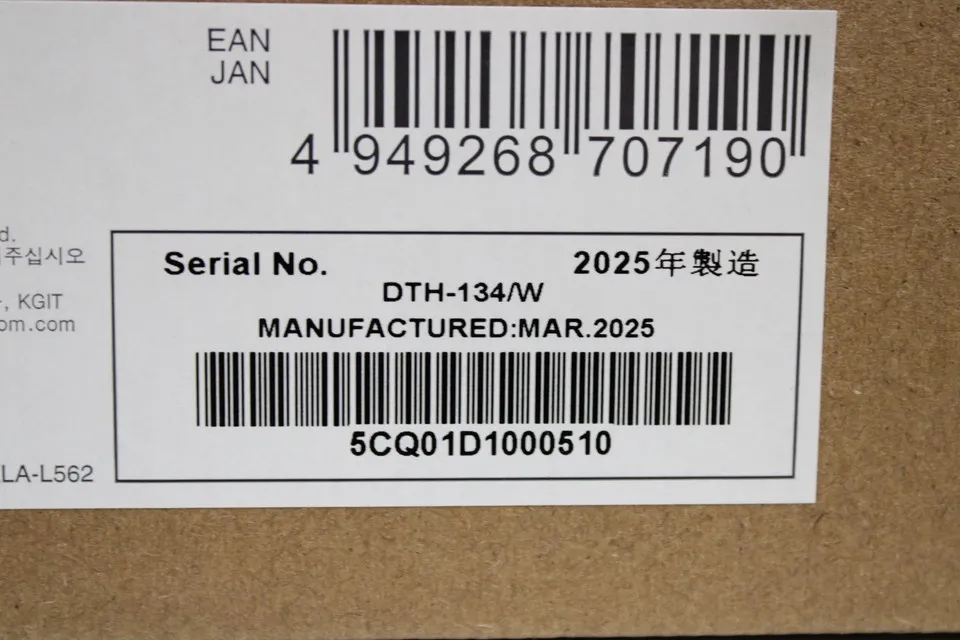 EAN
JAN
4 949268 707190
d.
주십시오
, KGIT
om.com
LA-L562
Serial No. 2025年製造
DTH-134/W
MANUFACTURED:MAR.2025
5CQ01D1000510